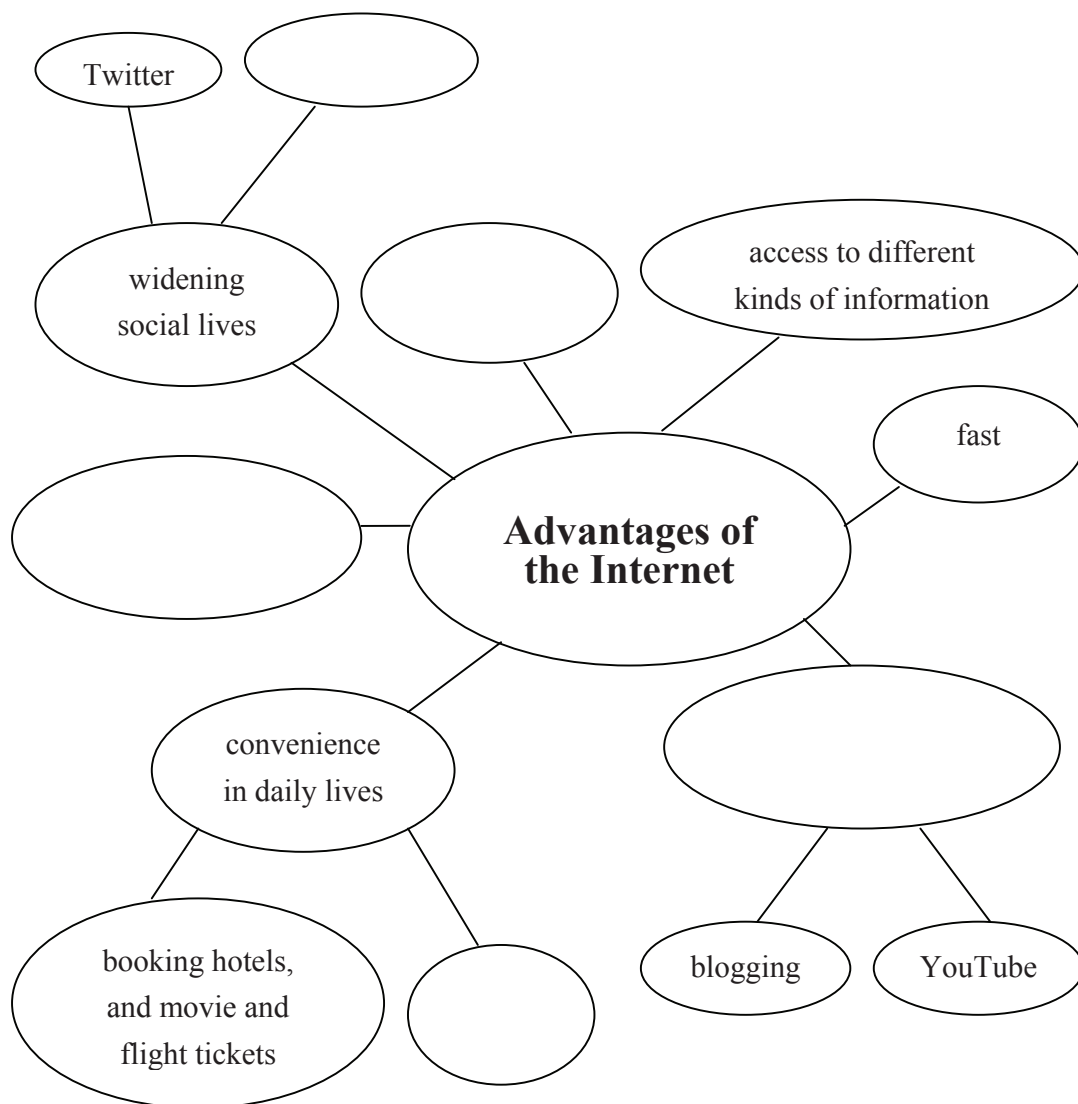 Twitter
widening
social lives
access to different
kinds of information
fast
Advantages of
the Internet
convenience
in daily lives
booking hotels,
and movie and
flight tickets
blogging
YouTube